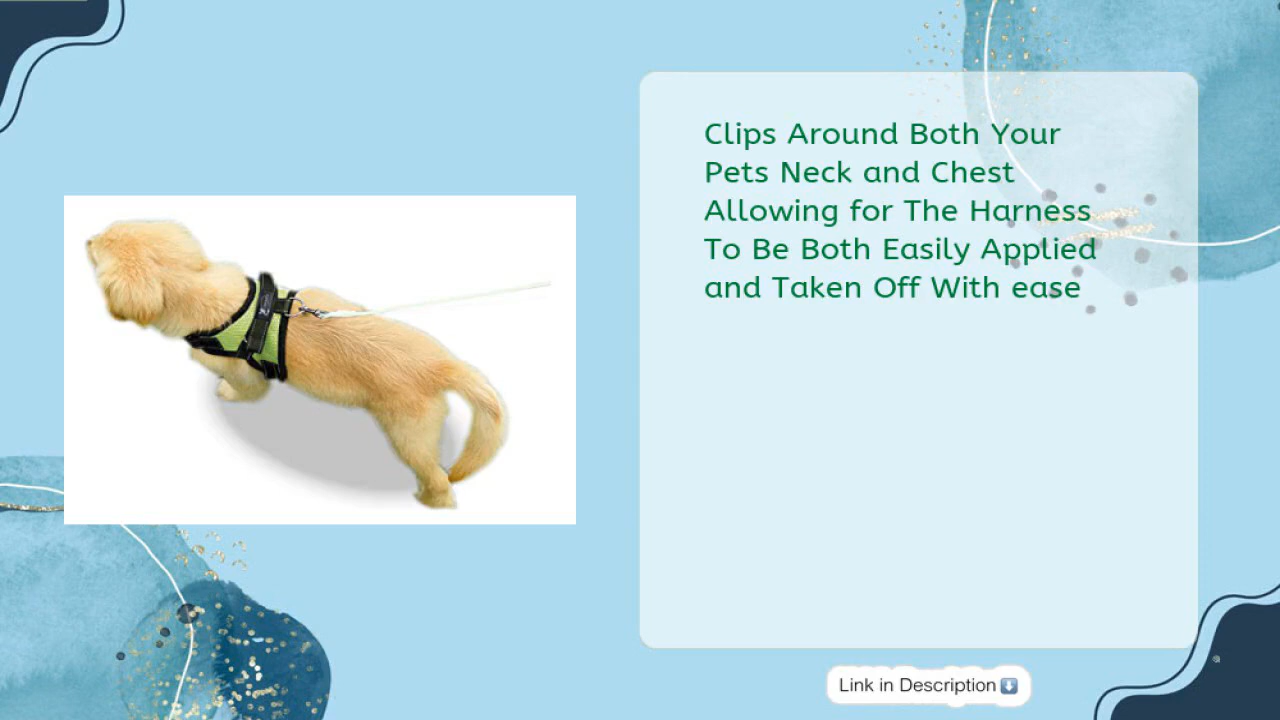 Clips Around Both Your
Pets Neck and Chest
Allowing for The Harness
To Be Both Easily Applied
and Taken Off With ease
Link in Description⬇️